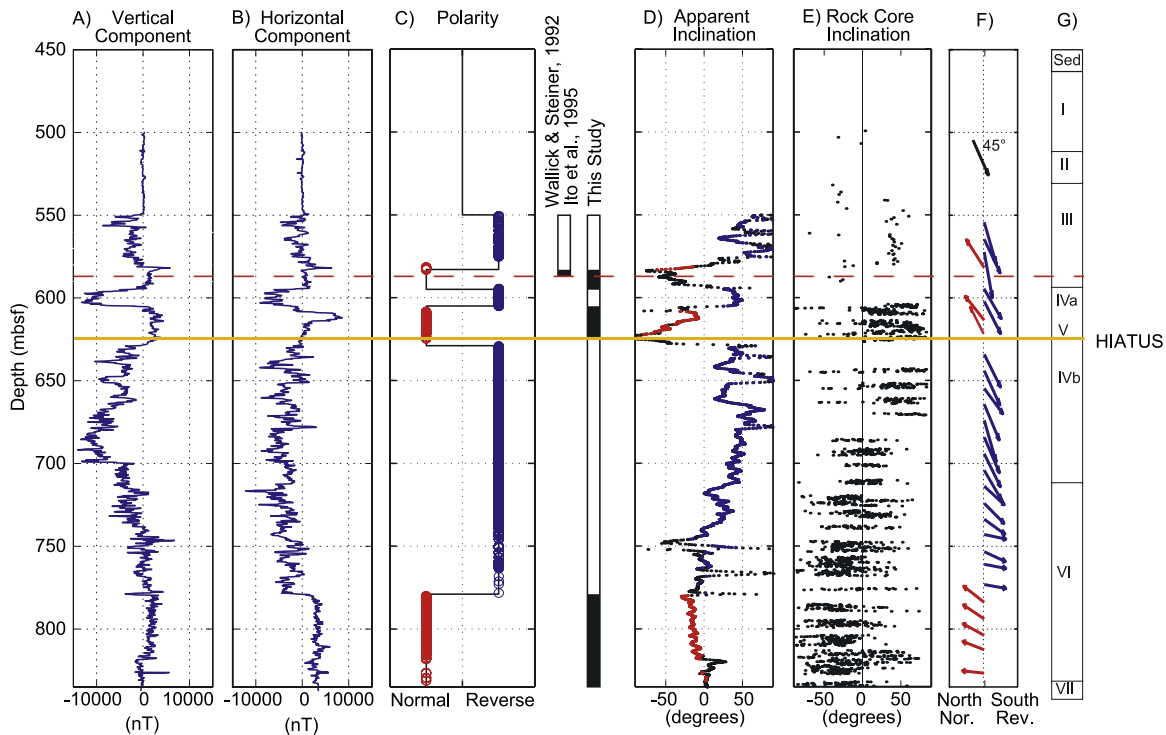 A) Vertical Component
B) Horizontal Component
C) Polarity
Wallick & Steiner, 1992
Ito et al., 1995
This Study
D) Apparent Inclination
E) Rock Core Inclination
F)
G)
Depth (mbsf)
450
500
550
600
650
700
750
800
−10000 0 10000
(nT)
−10000 0 10000
(nT)
Normal Reverse
−50 0 50
(degrees)
−50 0 50
(degrees)
45°
North Nor.
South Rev.
Sed
I
II
III
IVa
V
HIATUS
IVb
VI
VII